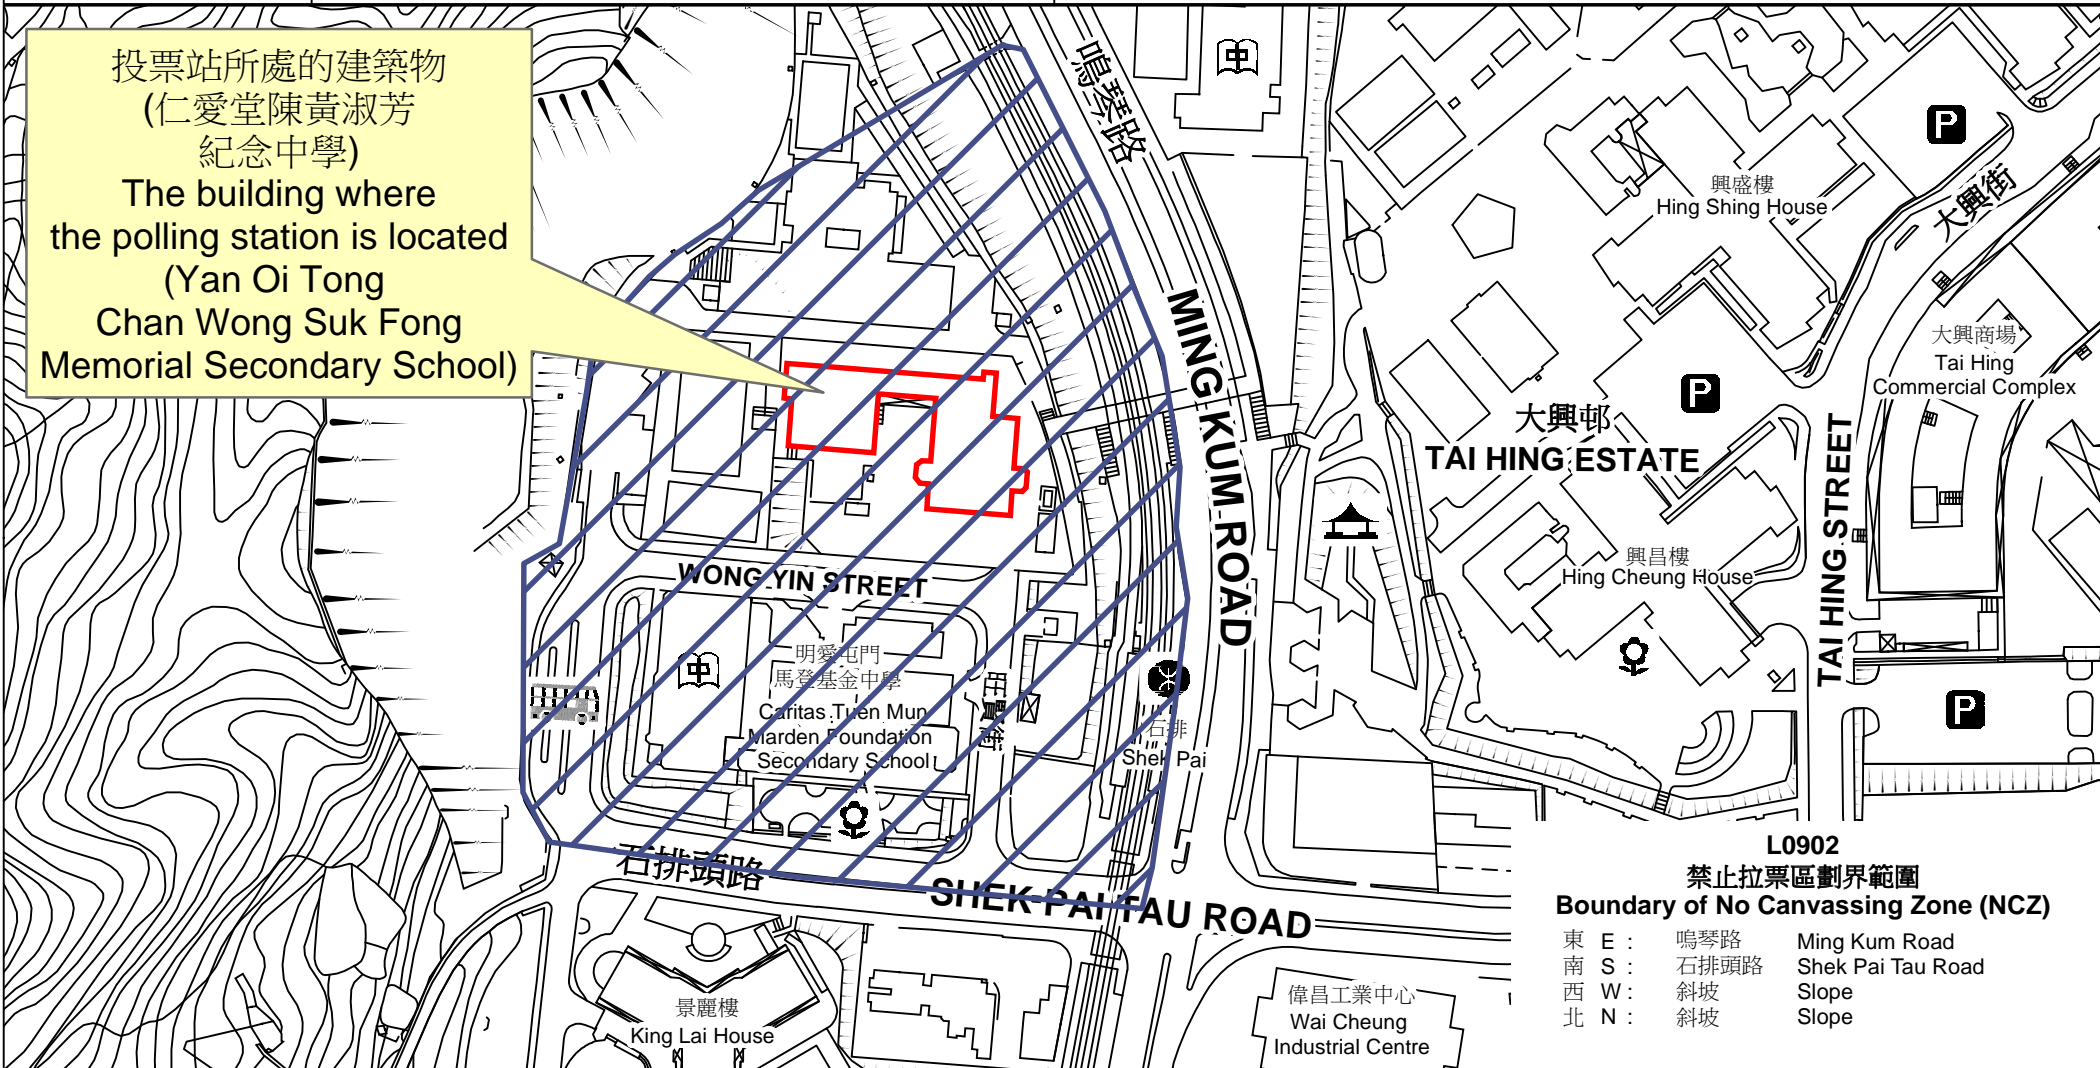 投票站所處的建築物
(仁愛堂陳黃淑芳
紀念中學)
The building where
the polling station is located
(Yan Oi Tong
Chan Wong Suk Fong
Memorial Secondary School)
鳴琴路
MING KUM ROAD
中
P
興盛樓
Hing Shing House
大興街
大興商場
Tai Hing
Commercial Complex
P
大興邨
TAI HING ESTATE
TAI HING STREET
興昌樓
Hing Cheung House
P
WONG YIN STREET
中
明愛屯門
馬登基金中學
Caritas Tuen Mun
Marden Foundation
Secondary School
旺賢街
石排
Shek Pai
石排頭路
SHEK PAI TAU ROAD
景麗樓
King Lai House
偉昌工業中心
Wai Cheung
Industrial Centre
L0902
禁止拉票區劃界範圍
Boundary of No Canvassing Zone (NCZ)
東 E : 鳴琴路 Ming Kum Road
南 S : 石排頭路 Shek Pai Tau Road
西 W : 斜坡 Slope
北 N : 斜坡 Slope